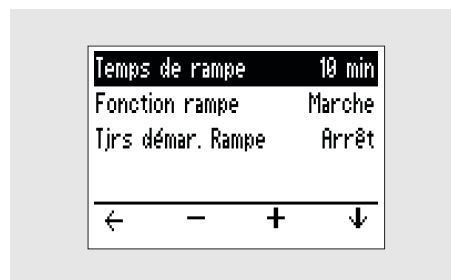 Temps de rampe 10 min
Fonction rampe Marche
Tjrs démar. Rampe Arrêt
← − + ↓